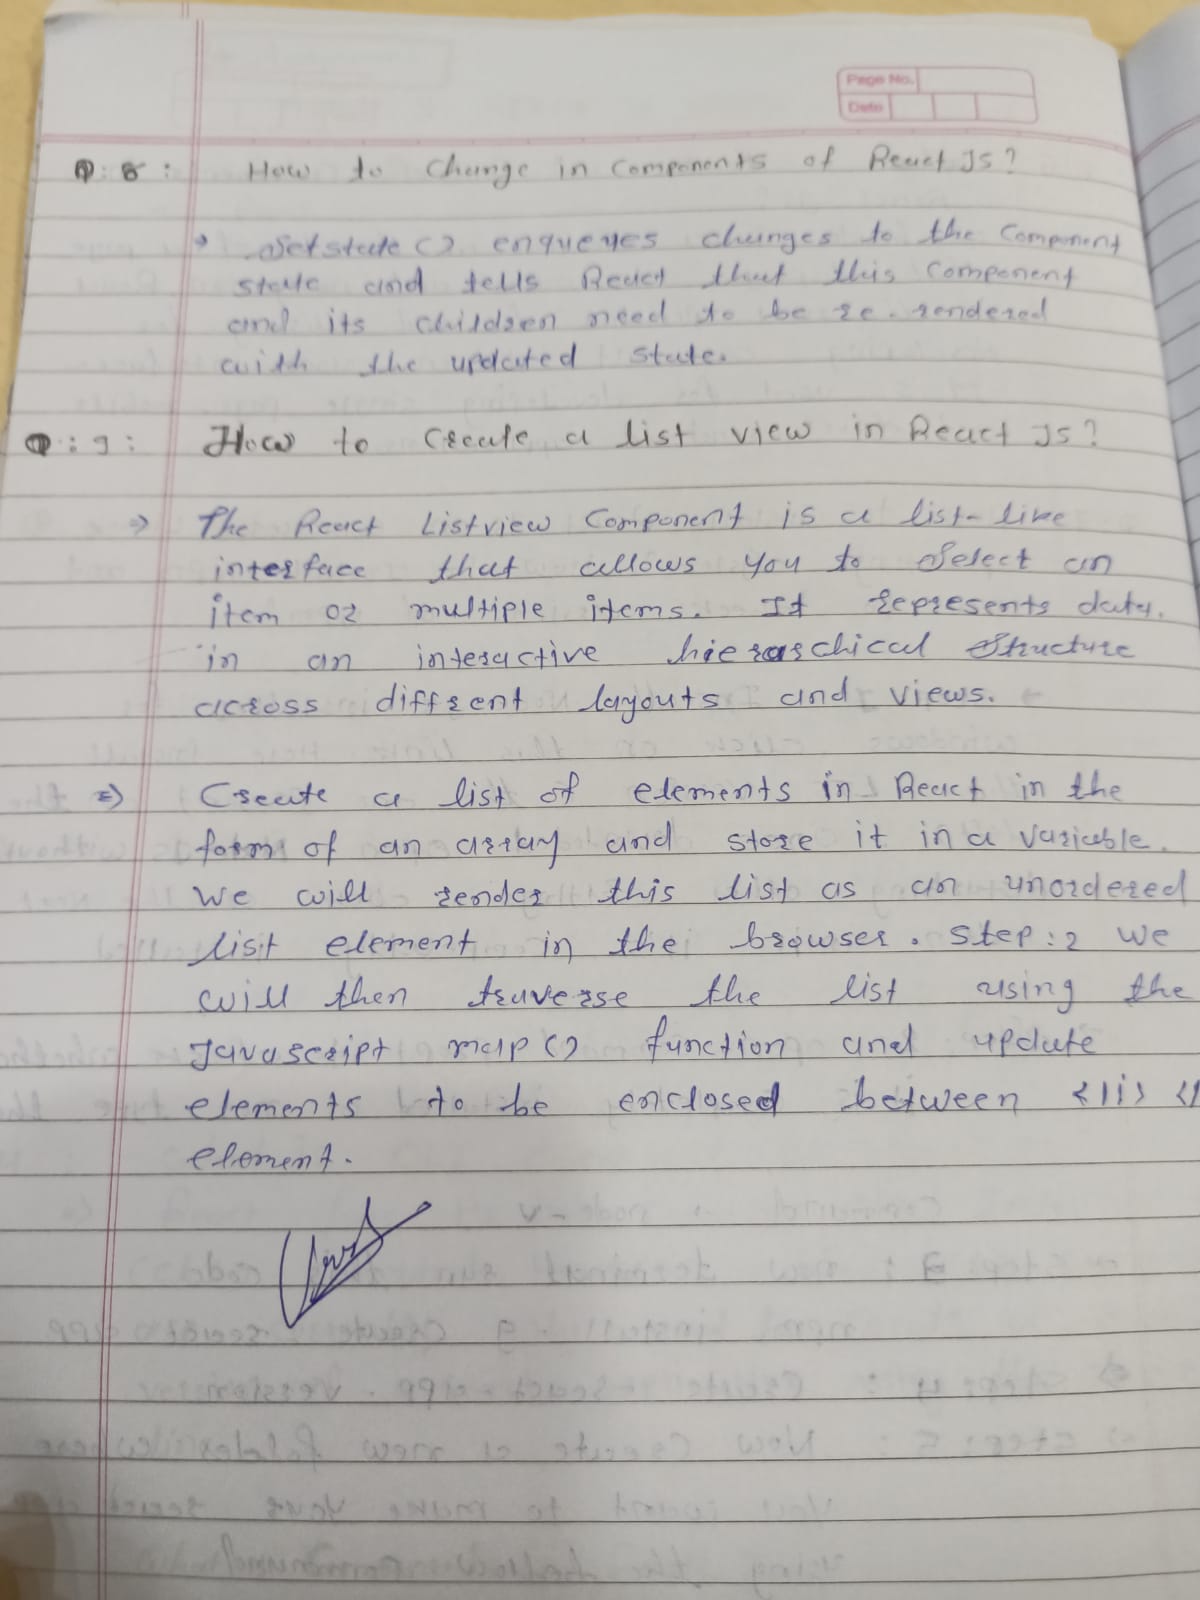 Page No.
Date
Q : 8 : How to Change in Components of React JS?
→ Setstate () enqueues changes to the Component
state and tells React that this Component
and its children need to be re-rendered
with the updated state.
Q : 9 : How to Create a list view in React JS?
⇒ The React Listview Component is a list-like
interface that allows you to Select an
item or multiple items. It represents data.
in an interactive hierarchical Structure
across diffrent layouts and views.
⇒ Create a list of elements in React in the
form of an array and store it in a variable.
We will render this list as an unordered
list element in the browser. Step:2 We
will then traverse the list using the
Javascript map () function and update
elements to be enclosed between <li> </
element.